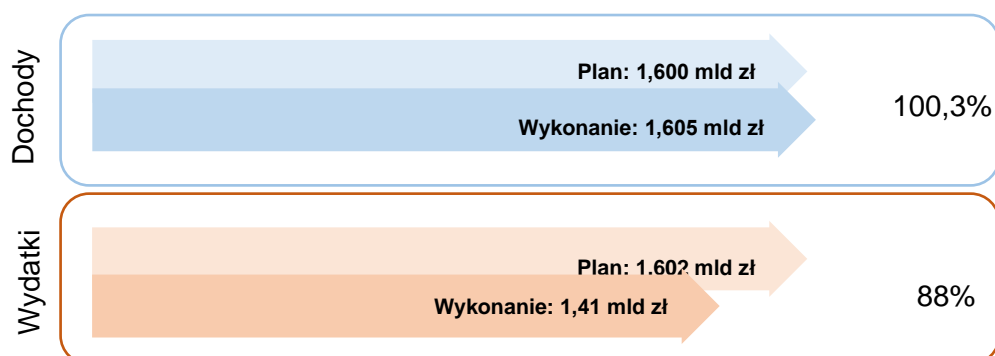 Dochody
Plan: 1,600 mld zł
Wykonanie: 1,605 mld zł
100,3%
Wydatki
Plan: 1.602 mld zł
Wykonanie: 1,41 mld zł
88%